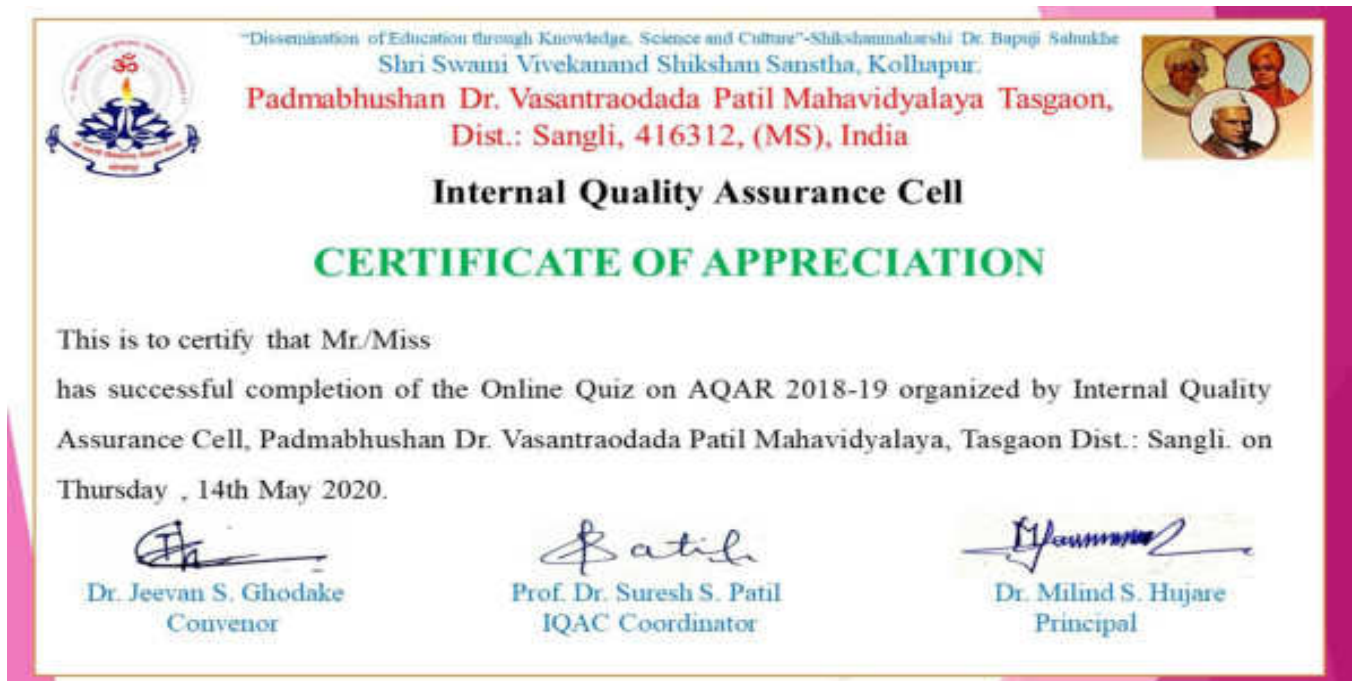 "Dissemination of Education through Knowledge, Science and Culture"-Shikshanmaharshi Dr. Bapuji Salunkhe
Shri Swami Vivekanand Shikshan Sanstha, Kolhapur.
Padmabhushan Dr. Vasantraodada Patil Mahavidyalaya Tasgaon,
Dist.: Sangli, 416312, (MS), India
ॐ
Internal Quality Assurance Cell
CERTIFICATE OF APPRECIATION
This is to certify that Mr./Miss
has successful completion of the Online Quiz on AQAR 2018-19 organized by Internal Quality
Assurance Cell, Padmabhushan Dr. Vasantraodada Patil Mahavidyalaya, Tasgaon Dist.: Sangli. on
Thursday , 14th May 2020.
Patil
Dr. Jeevan S. Ghodake
Convenor
Prof. Dr. Suresh S. Patil
IQAC Coordinator
Dr. Milind S. Hujare
Principal